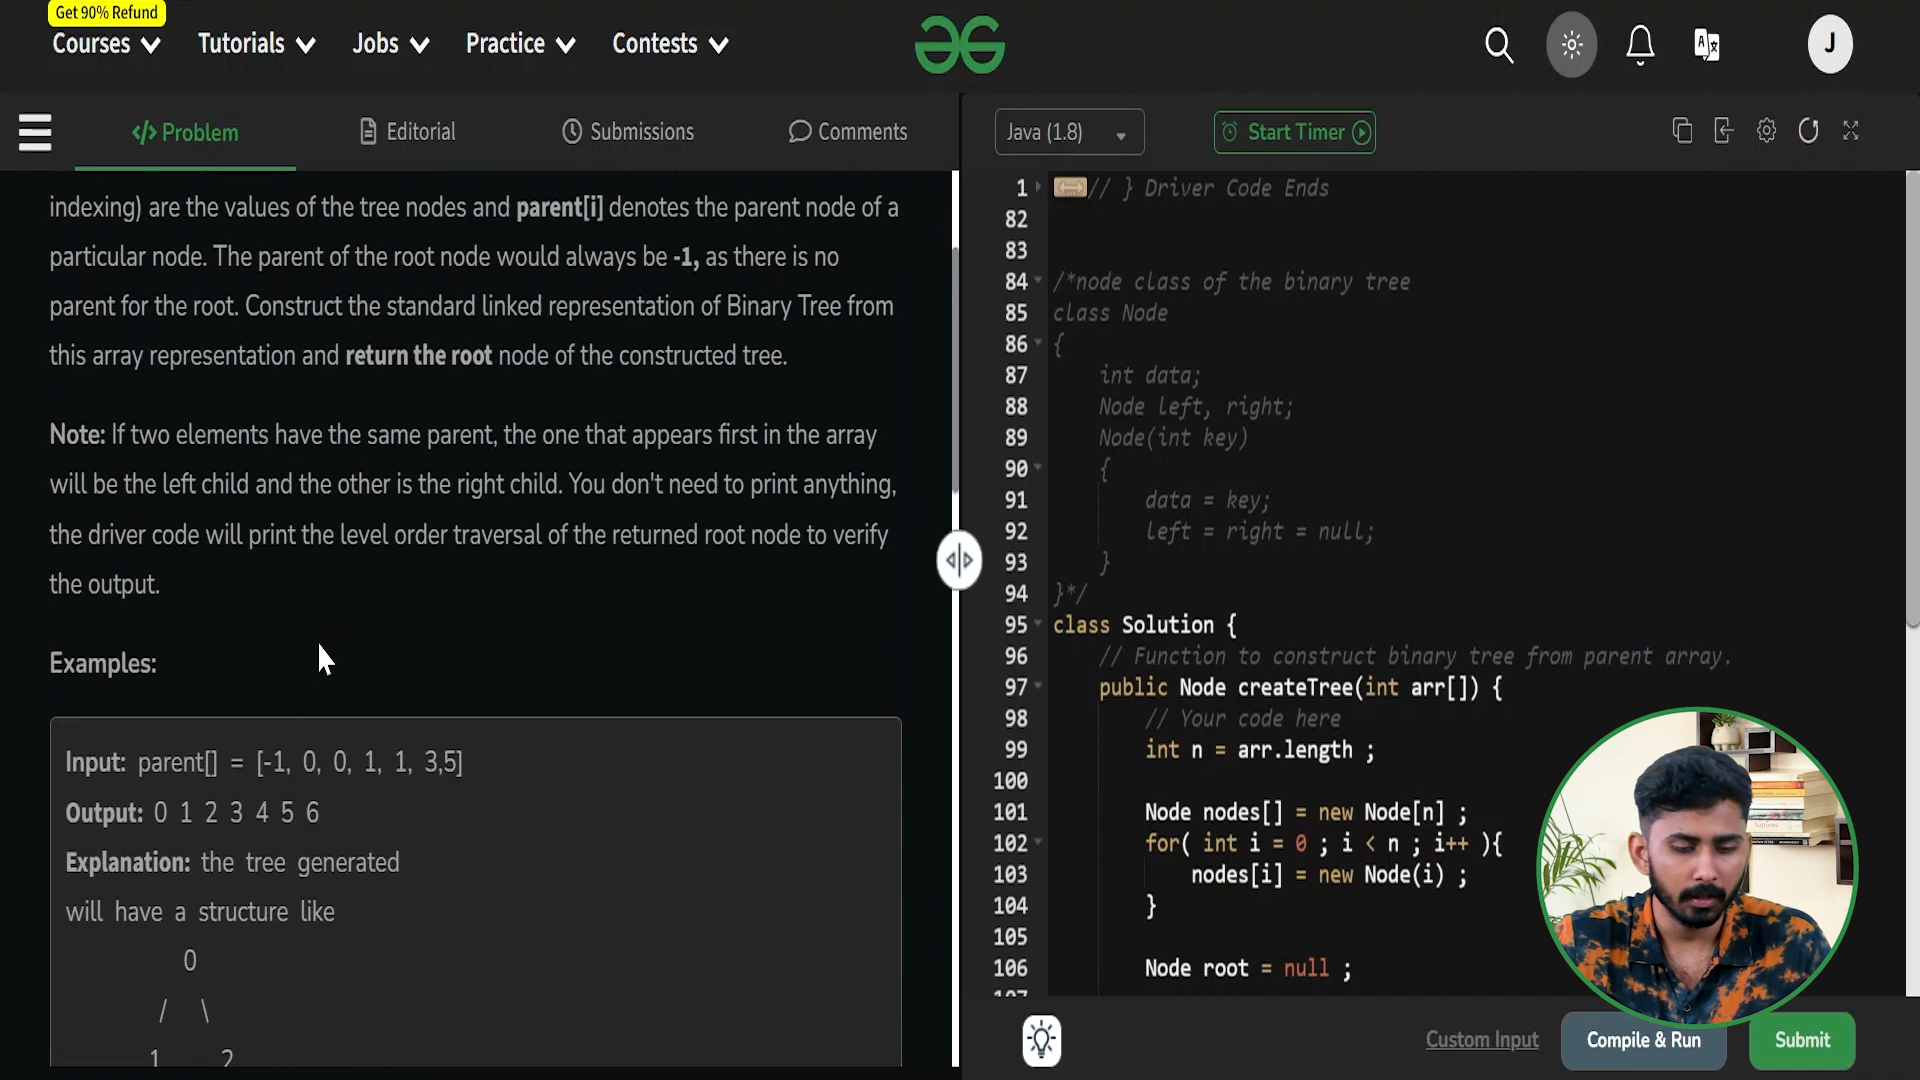 Get 90% Refund
Courses Tutorials Jobs Practice Contests
J
Problem Editorial Submissions Comments
indexing) are the values of the tree nodes and parent[i] denotes the parent node of a
particular node. The parent of the root node would always be -1, as there is no
parent for the root. Construct the standard linked representation of Binary Tree from
this array representation and return the root node of the constructed tree.
Note: If two elements have the same parent, the one that appears first in the array
will be the left child and the other is the right child. You don't need to print anything,
the driver code will print the level order traversal of the returned root node to verify
the output.
Examples:
Input: parent[] = [-1, 0, 0, 1, 1, 3,5]
Output: 0 1 2 3 4 5 6
Explanation: the tree generated
will have a structure like
0
/ \
1 2
Java (1.8) Start Timer
1 // } Driver Code Ends
82
83
84 /*node class of the binary tree
85 class Node
86 {
87 int data;
88 Node left, right;
89 Node(int key)
90 {
91 data = key;
92 left = right = null;
93 }
94 }*/
95 class Solution {
96 // Function to construct binary tree from parent array.
97 public Node createTree(int arr[]) {
98 // Your code here
99 int n = arr.length ;
100
101 Node nodes[] = new Node[n] ;
102 for( int i = 0 ; i < n ; i++ ){
103 nodes[i] = new Node(i) ;
104 }
105
106 Node root = null ;
Custom Input Compile & Run Submit